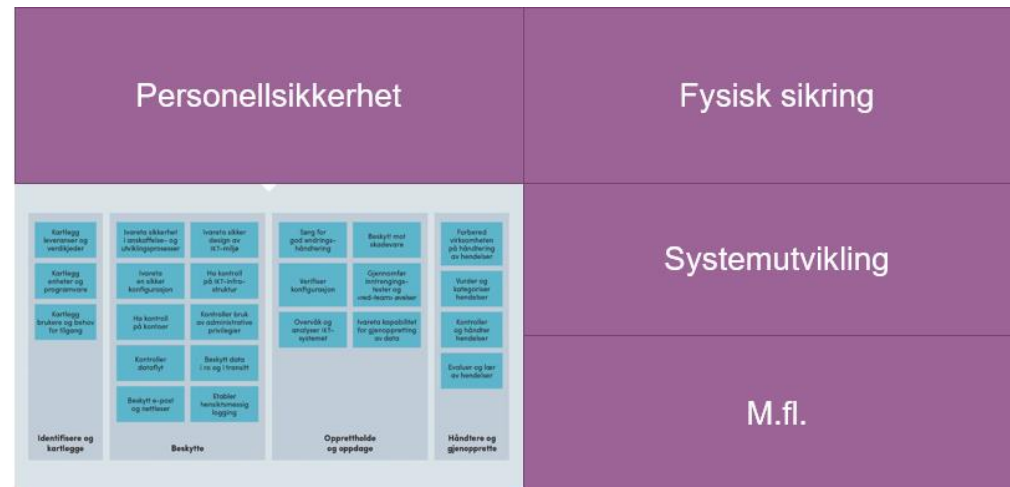 Personellsikkerhet
Fysisk sikring
Kartlegg
leveranser og
verdikjeder
Kartlegg
enheter og
programvare
Kartlegg
brukere og behov
for tilgang
Identifisere og
kartlegge
Ivareta sikkerhet
i anskaffelse- og
utviklingsprosesser
Ivareta sikker
design av
IKT-miljø
Ivareta
en sikker
konfigurasjon
Ha kontroll
på IKT-infra-
struktur
Ha kontroll
på kontoer
Kontroller bruk
av administrative
privilegier
Kontroller
dataflyt
Beskytt data
i ro og i transitt
Beskytt e-post
og nettleser
Etabler
hensiktsmessig
logging
Beskytte
Sørg for
god endrings-
håndtering
Beskytt mot
skadevare
Verifiser
konfigurasjon
Gjennomfør
inntrengings-
tester og
«red-team» øvelser
Overvåk og
analyser IKT-
systemet
Ivareta kapabilitet
for gjenoppretting
av data
Opprettholde
og oppdage
Forbered
virksomheten
på håndtering
av hendelser
Vurder og
kategoriser
hendelser
Kontroller
og håndter
hendelser
Evaluer og lær
av hendelser
Håndtere og
gjenopprette
Systemutvikling
M.fl.